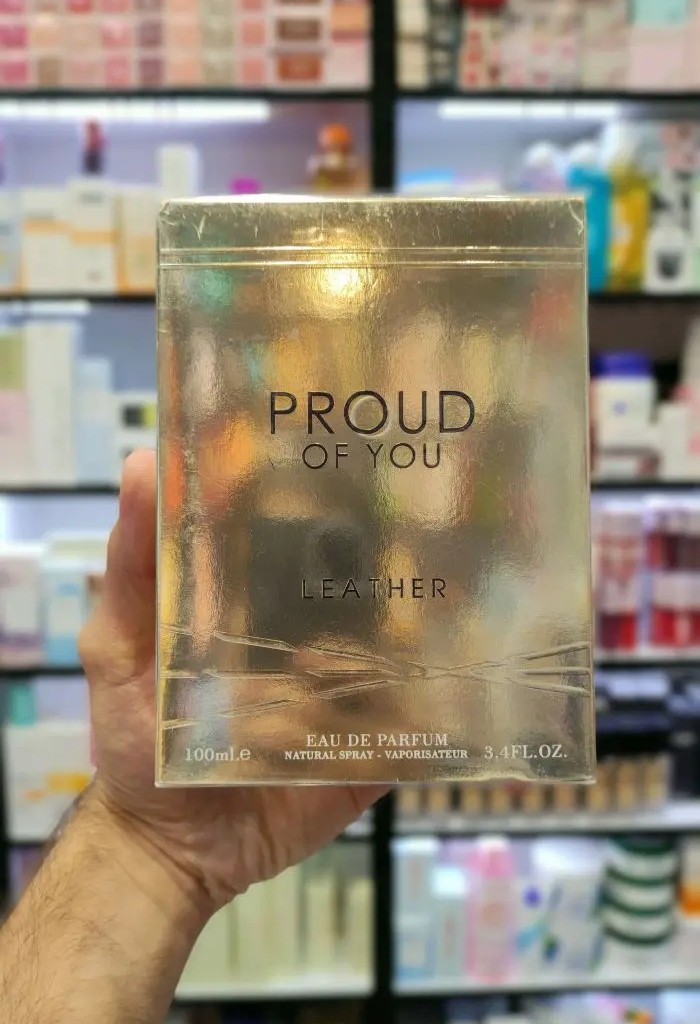 PROUD
OF YOU
LEATHER
EAU DE PARFUM
100ml.e NATURAL SPRAY - VAPORISATEUR 3.4FL.OZ.